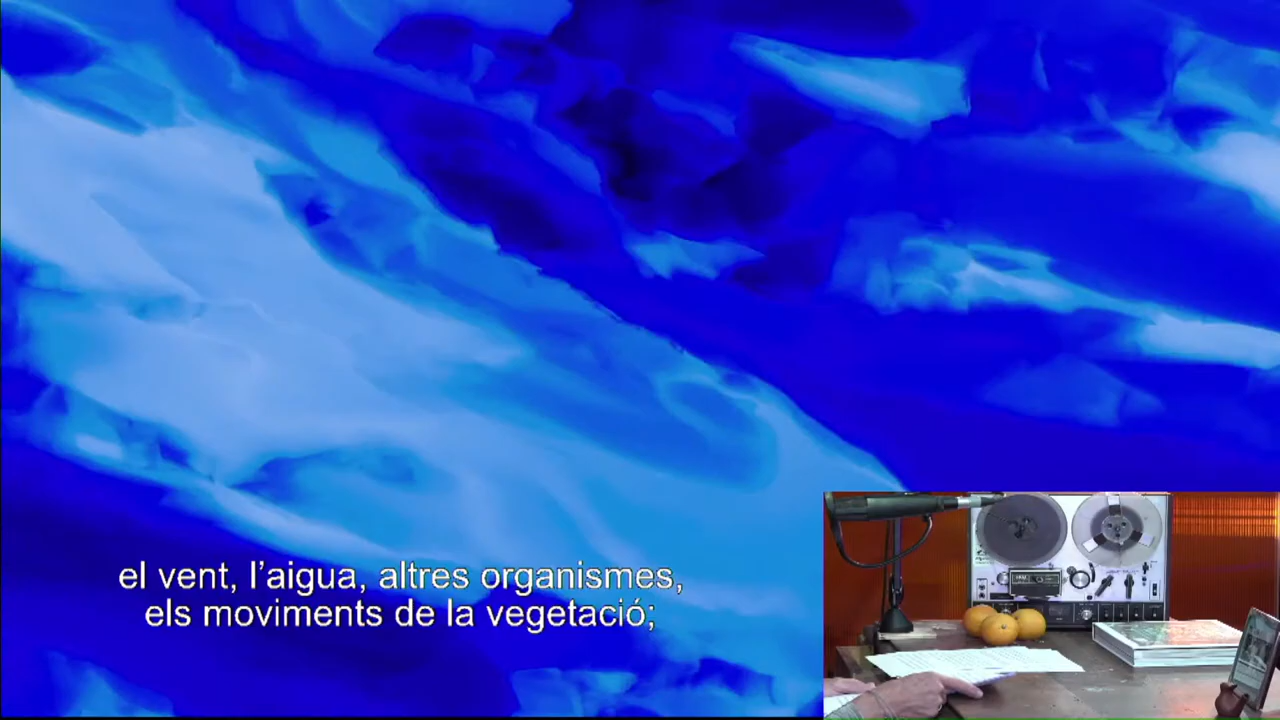 el vent, l’aigua, altres organismes,
els moviments de la vegetació;